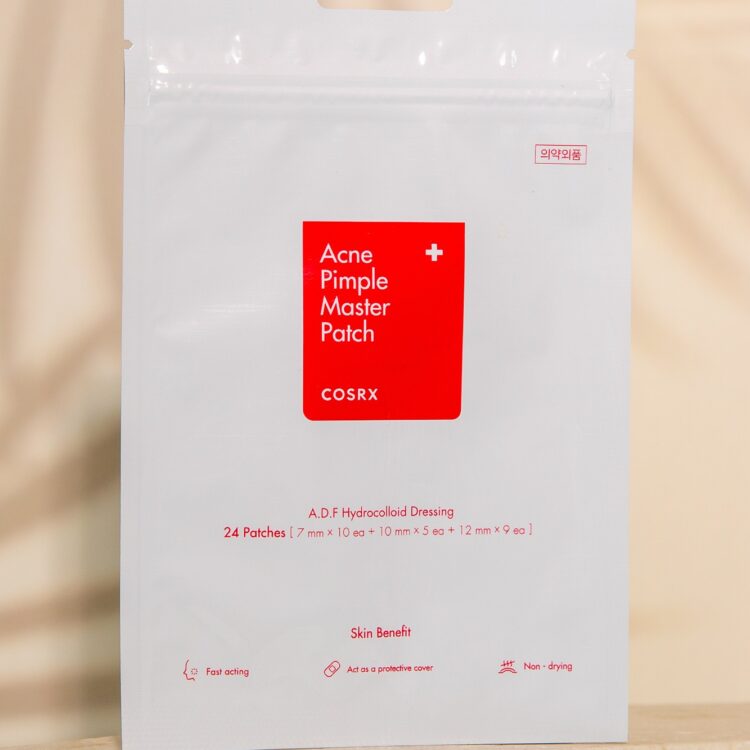 의약외품
Acne
Pimple
Master
Patch
COSRX
A.D.F Hydrocolloid Dressing
24 Patches [ 7 mm × 10 ea + 10 mm × 5 ea + 12 mm × 9 ea ]
Skin Benefit
Fast acting
Act as a protective cover
Non - drying